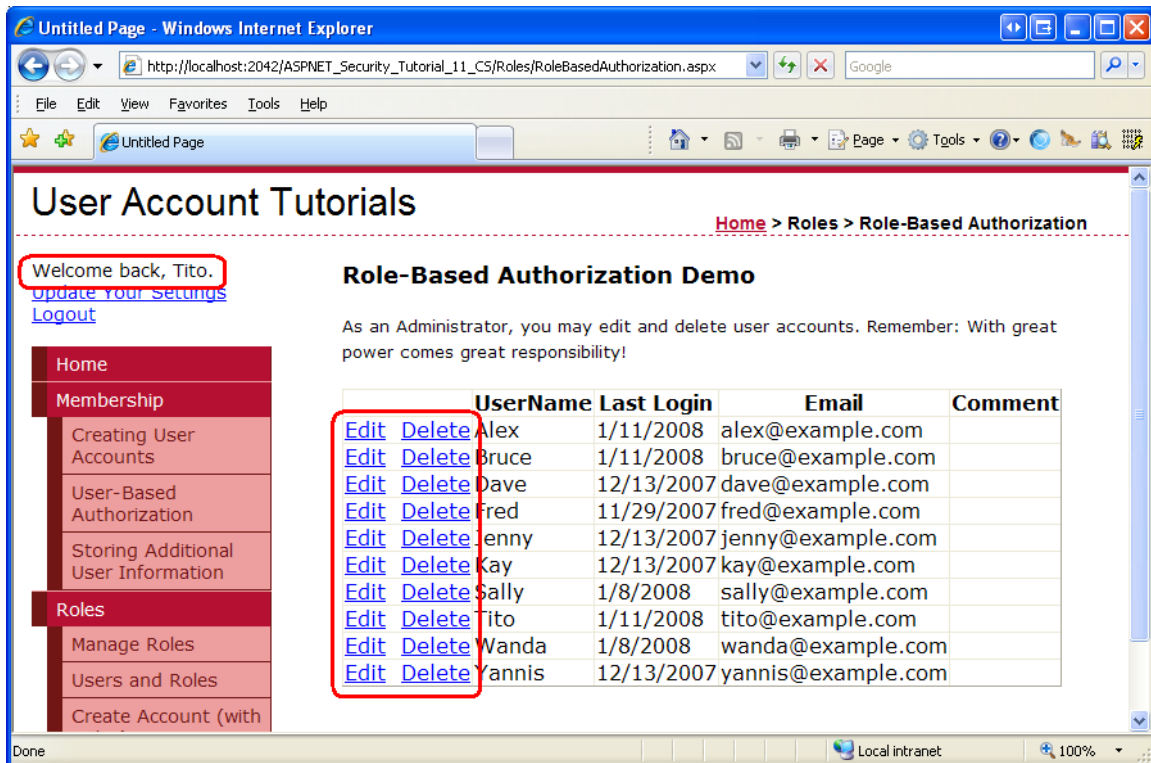 Untitled Page - Windows Internet Explorer
http://localhost:2042/ASPNET_Security_Tutorial_11_CS/Roles/RoleBasedAuthorization.aspx
Google
File Edit View Favorites Tools Help
Untitled Page
Page Tools
User Account Tutorials
Home > Roles > Role-Based Authorization
Welcome back, Tito.
Update Your Settings
Logout
Home
Membership
Creating User
Accounts
User-Based
Authorization
Storing Additional
User Information
Roles
Manage Roles
Users and Roles
Create Account (with
Role-Based Authorization Demo
As an Administrator, you may edit and delete user accounts. Remember: With great
power comes great responsibility!
UserName Last Login Email Comment
Edit Delete Alex 1/11/2008 alex@example.com
Edit Delete Bruce 1/11/2008 bruce@example.com
Edit Delete Dave 12/13/2007 dave@example.com
Edit Delete Fred 11/29/2007 fred@example.com
Edit Delete Jenny 12/13/2007 jenny@example.com
Edit Delete Kay 12/13/2007 kay@example.com
Edit Delete Sally 1/8/2008 sally@example.com
Edit Delete Tito 1/11/2008 tito@example.com
Edit Delete Wanda 1/8/2008 wanda@example.com
Edit Delete Yannis 12/13/2007 yannis@example.com
Done
Local intranet
100%